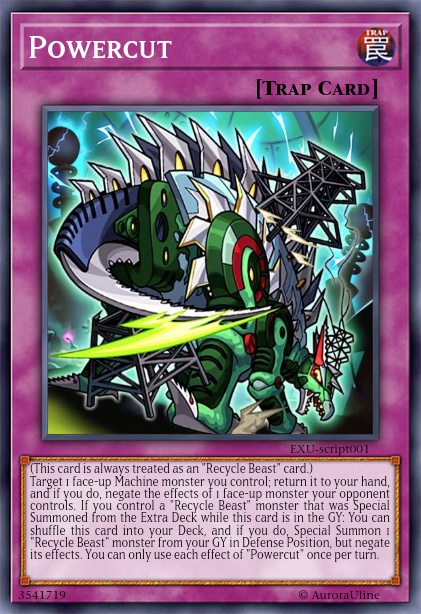 POWERCUT
TRAP
罠
[TRAP CARD]
EXU-script001
(This card is always treated as an "Recycle Beast" card.)
Target 1 face-up Machine monster you control; return it to your hand,
and if you do, negate the effects of 1 face-up monster your opponent
controls. If you control a "Recycle Beast" monster that was Special
Summoned from the Extra Deck while this card is in the GY: You can
shuffle this card into your Deck, and if you do, Special Summon 1
"Recycle Beast" monster from your GY in Defense Position, but negate
its effects. You can only use each effect of "Powercut" once per turn.
3541719
© AuroraUline